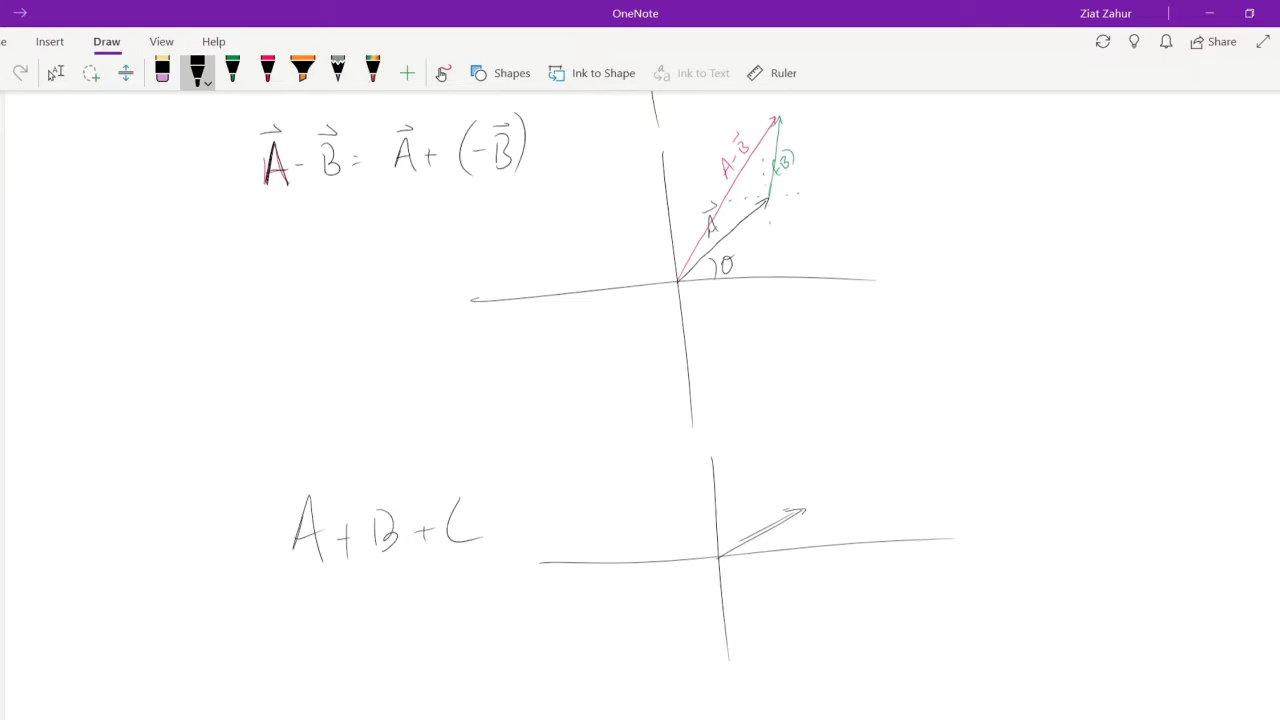 OneNote
Ziat Zahur
Insert Draw View Help
Share
Shapes
Ink to Shape
Ink to Text
Ruler
A⃗ - B⃗ = A⃗ + (-B⃗)
A-B⃗
(-B)
A⃗
θ
A+B+C